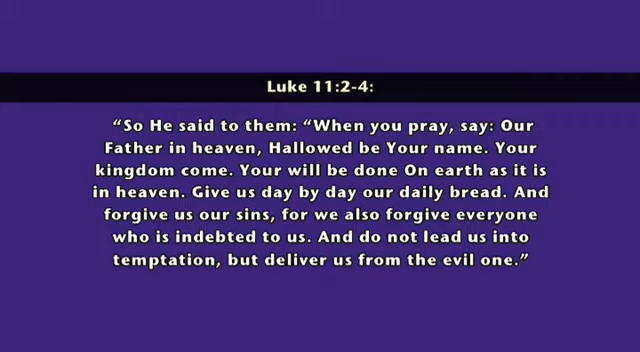 Luke 11:2-4:
“So He said to them: “When you pray, say: Our
Father in heaven, Hallowed be Your name. Your
kingdom come. Your will be done On earth as it is
in heaven. Give us day by day our daily bread. And
forgive us our sins, for we also forgive everyone
who is indebted to us. And do not lead us into
temptation, but deliver us from the evil one.”